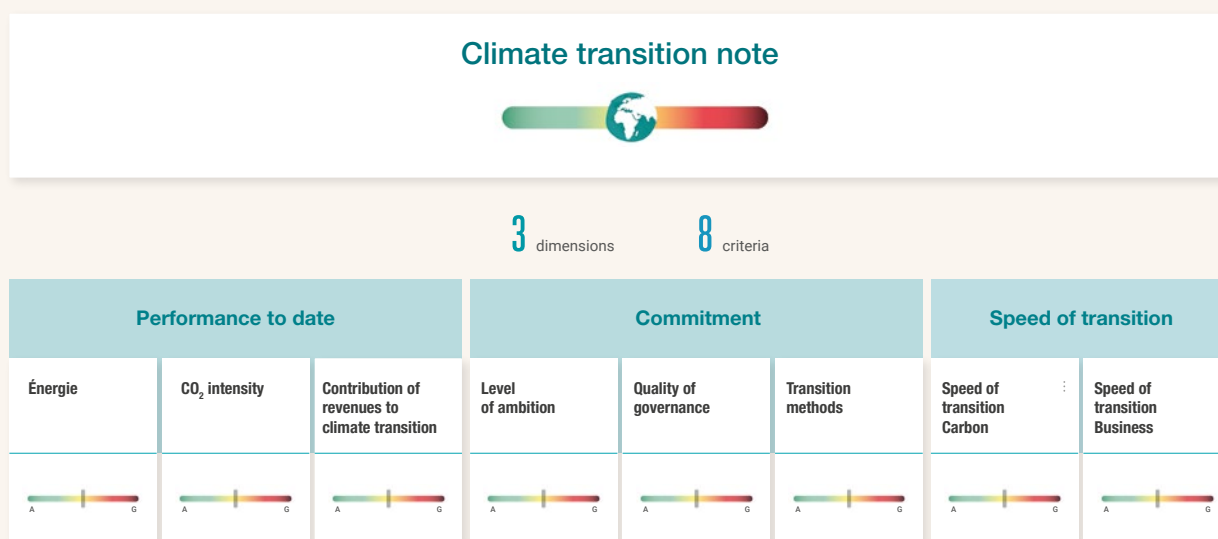 Climate transition note
3 dimensions
8 criteria
Performance to date
Commitment
Speed of transition
Énergie
CO₂ intensity
Contribution of
revenues to
climate transition
Level
of ambition
Quality of
governance
Transition
methods
Speed of
transition
Carbon
Speed of
transition
Business
A G
A G
A G
A G
A G
A G
A G
A G